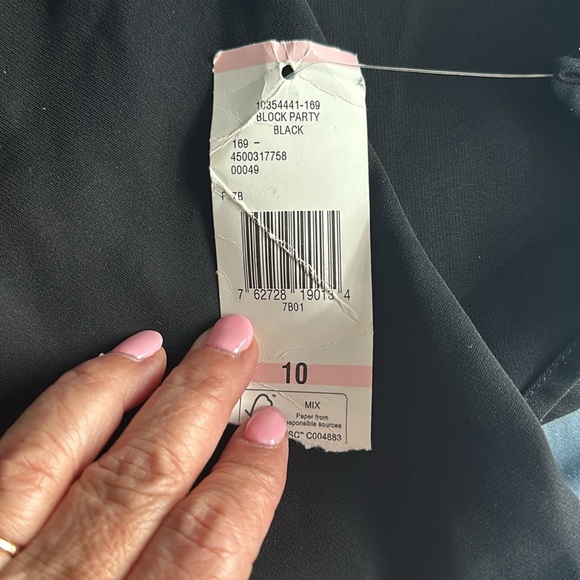 10354441-169
BLOCK PARTY
BLACK
169 -
4500317758
00049
7B
7 62728 19013 4
7B01
10
MIX
Paper from
responsible sources
C004883